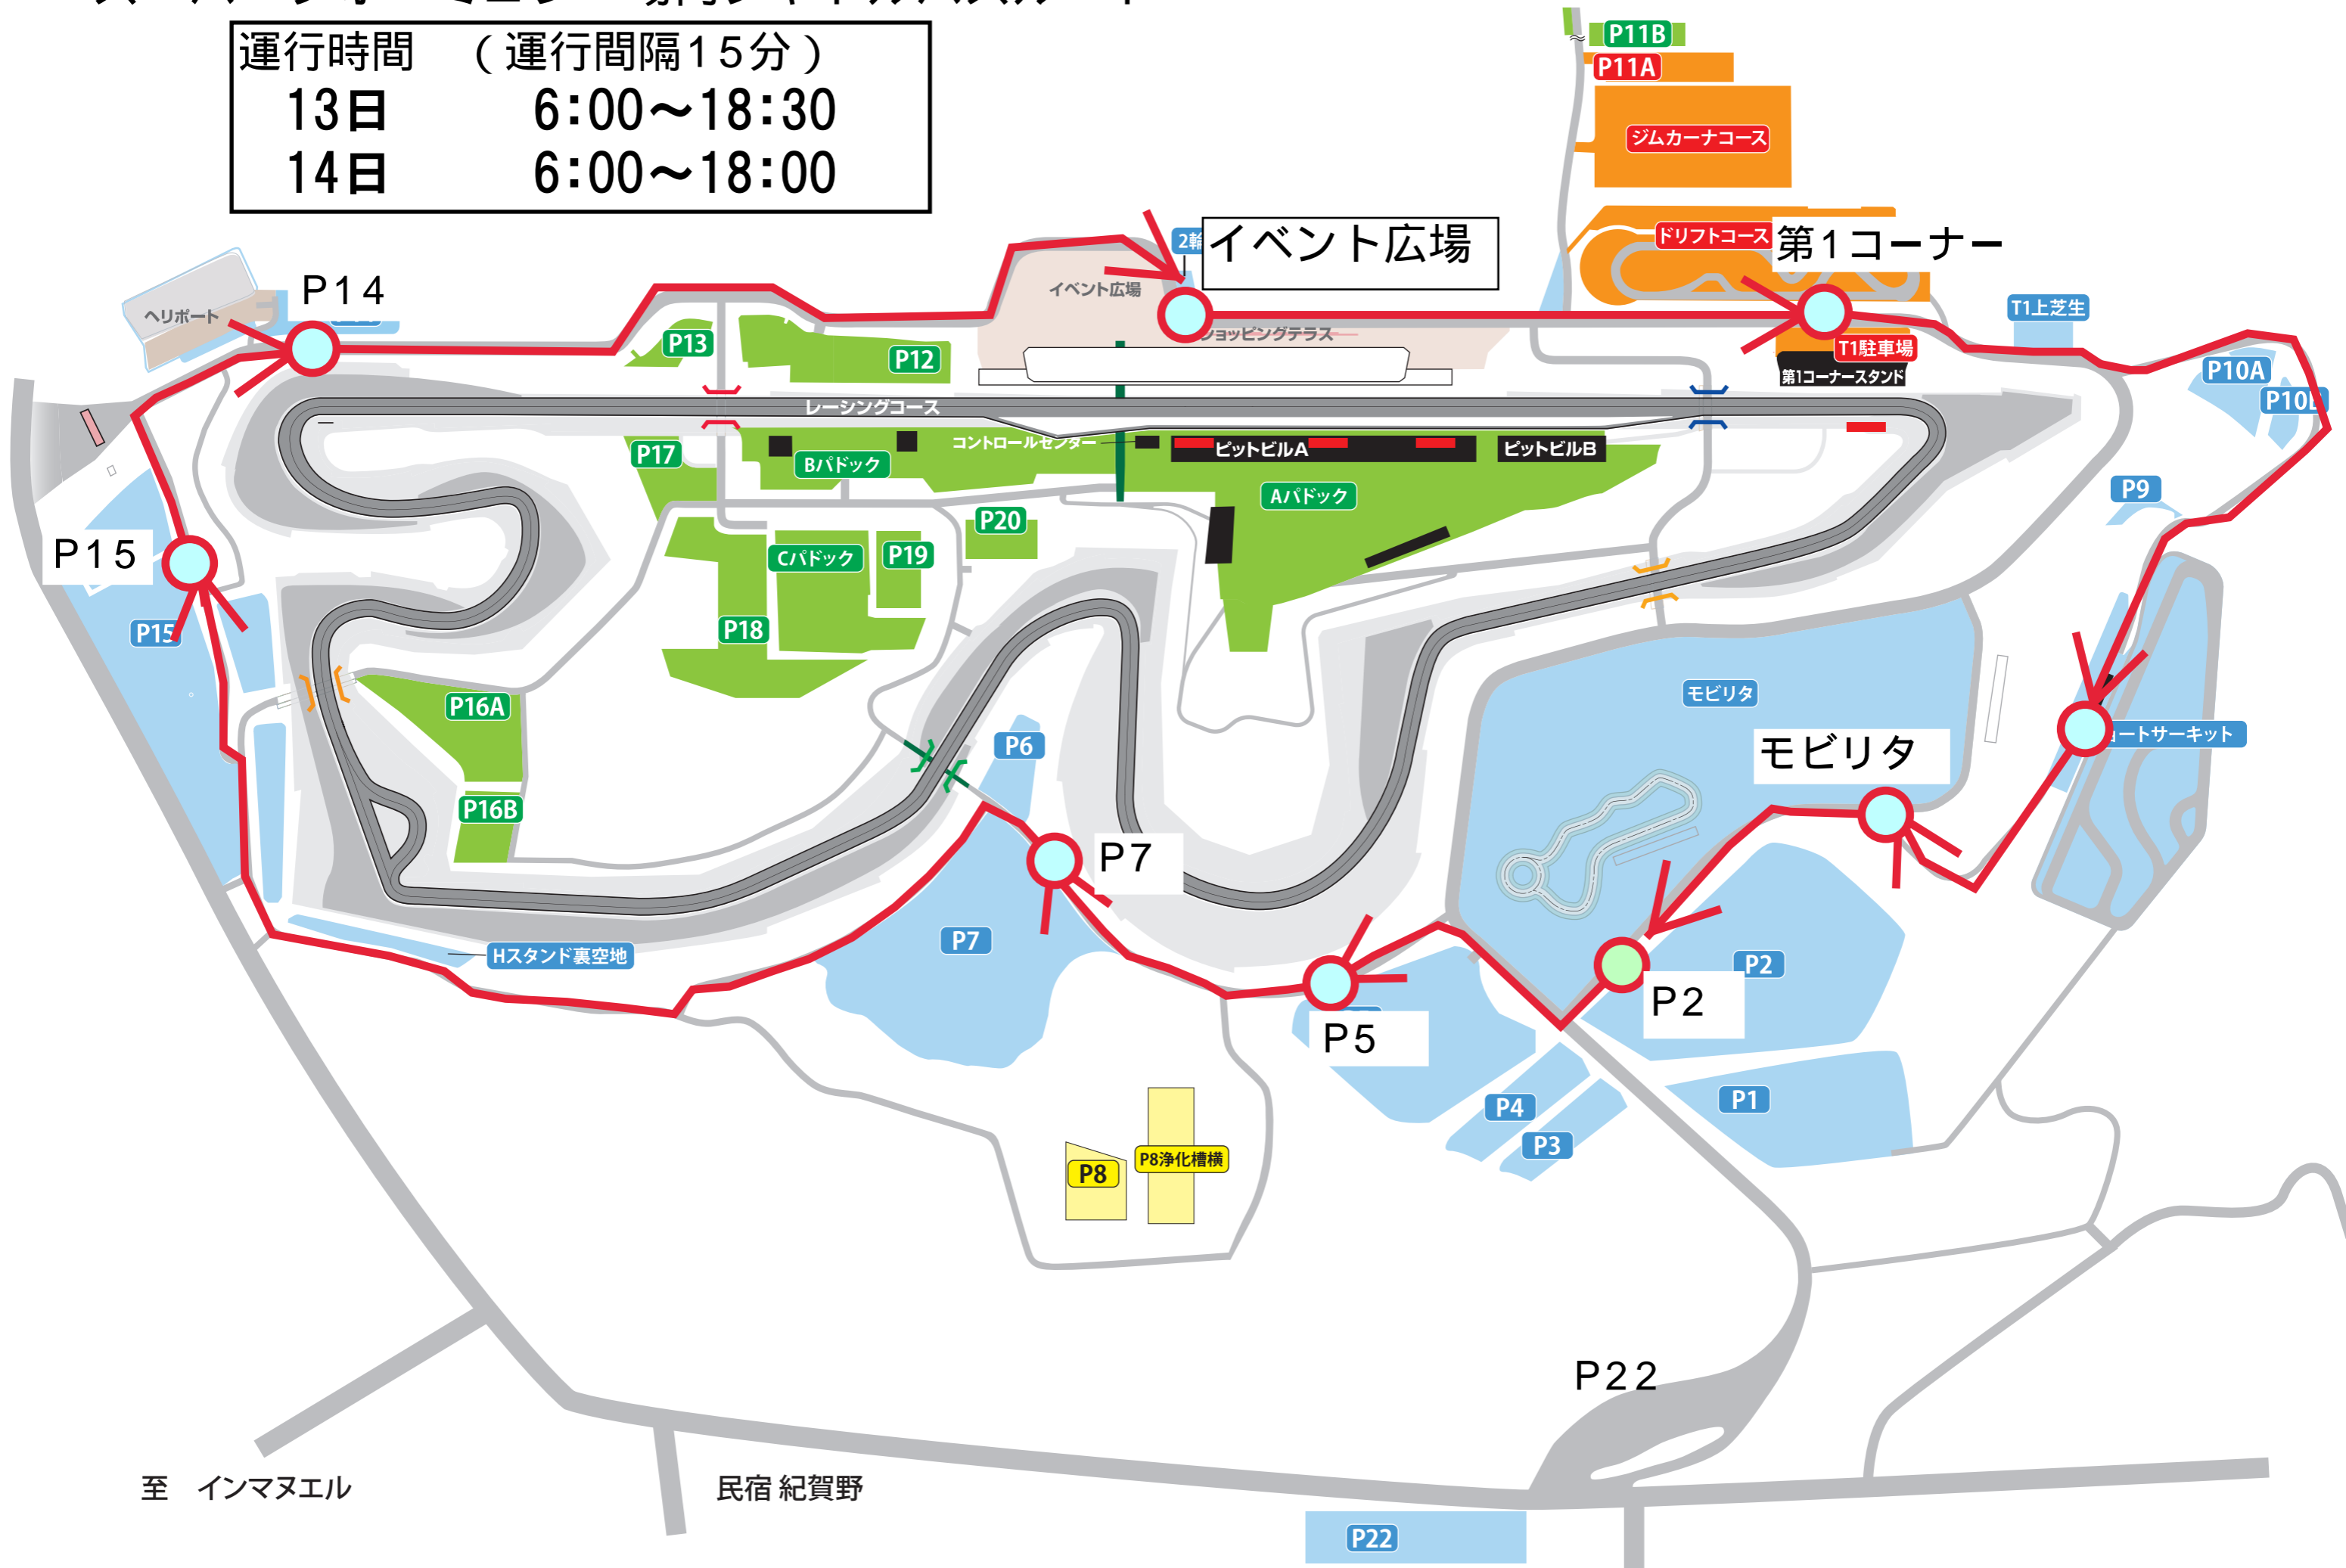 運行時間　（運行間隔15分）
13日　6:00～18:30
14日　6:00～18:00
P11B
P11A
ジムカーナコース
ドリフトコース
第1コーナー
イベント広場
2輪
イベント広場
ショッピングテラス
T1上芝生
T1駐車場
第1コーナースタンド
P10A
P10B
P14
ヘリポート
P13
P12
レーシングコース
コントロールセンター
ピットビルA
ピットビルB
P17
Bパドック
Aパドック
P9
P20
Cパドック
P19
P18
P15
P15
P16A
P16B
P6
モビリタ
モビリタ
ートサーキット
P7
P7
Hスタンド裏空地
P2
P2
P5
P1
P4
P3
P8
P8浄化槽横
P22
至　インマヌエル
民宿 紀賀野
P22